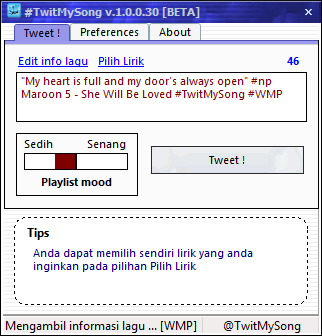 #TwitMySong v.1.0.0.30 [BETA]
Tweet ! Preferences About
Edit info lagu Pilih Lirik 46
"My heart is full and my door's always open" #np
Maroon 5 - She Will Be Loved #TwitMySong #WMP
Sedih Senang
Playlist mood
Tweet !
Tips
Anda dapat memilih sendiri lirik yang anda
inginkan pada pilihan Pilih Lirik
Mengambil informasi lagu ... [WMP] @TwitMySong